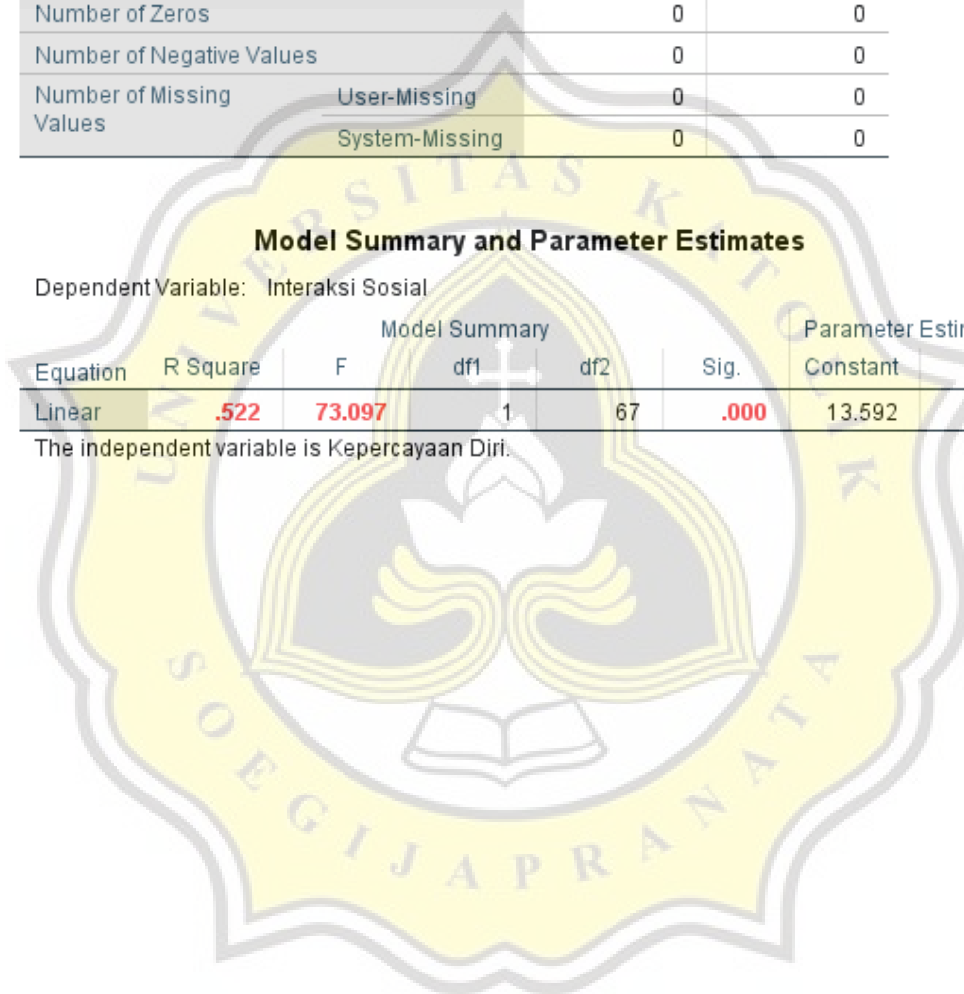 Number of Zeros 0 0
Number of Negative Values 0 0
Number of Missing Values User-Missing 0 0
System-Missing 0 0
Model Summary and Parameter Estimates
Dependent Variable: Interaksi Sosial
Model Summary Parameter Estir
Equation R Square F df1 df2 Sig. Constant
Linear .522 73.097 1 67 .000 13.592
The independent variable is Kepercayaan Diri.
UNIVERSITAS KATOLIK
SOEGIJAPRANATA